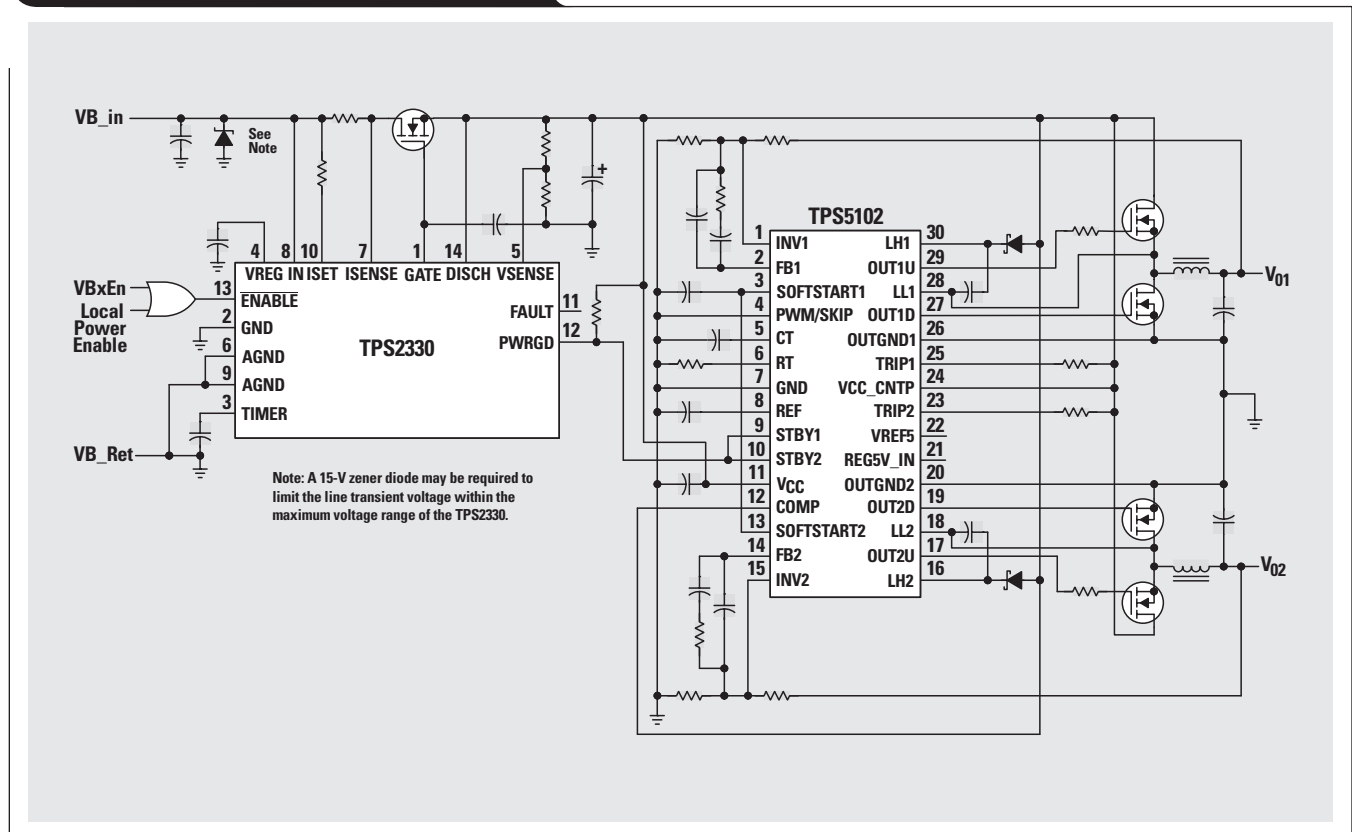 VB_in
See
Note
+
4 8 10 7 1 14 5
VREG IN ISET ISENSE GATE DISCH VSENSE
VBxEn
Local
Power
Enable
13
ENABLE
2
GND
6
AGND
9
AGND
3
TIMER
VB_Ret
TPS2330
FAULT
11
PWRGD
12
Note: A 15-V zener diode may be required to
limit the line transient voltage within the
maximum voltage range of the TPS2330.
TPS5102
1 INV1
2 FB1
3 SOFTSTART1
4 PWM/SKIP
5 CT
6 RT
7 GND
8 REF
9 STBY1
10 STBY2
11 VCC
12 COMP
13 SOFTSTART2
14 FB2
15 INV2
LH1 30
OUT1U 29
LL1 28
OUT1D 27
OUTGND1 26
TRIP1 25
VCC_CNTP 24
TRIP2 23
VREF5 22
REG5V_IN 21
OUTGND2 20
OUT2D 19
LL2 18
OUT2U 17
LH2 16
V01
V02